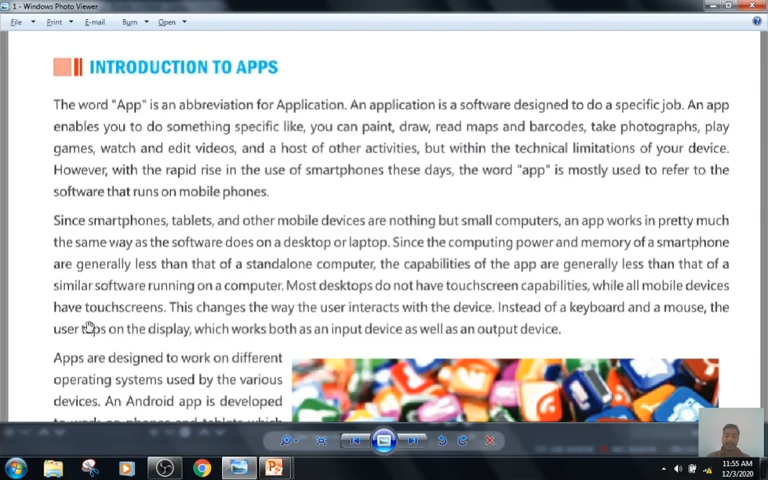 1 - Windows Photo Viewer
File Print E-mail Burn Open
INTRODUCTION TO APPS
The word "App" is an abbreviation for Application. An application is a software designed to do a specific job. An app
enables you to do something specific like, you can paint, draw, read maps and barcodes, take photographs, play
games, watch and edit videos, and a host of other activities, but within the technical limitations of your device.
However, with the rapid rise in the use of smartphones these days, the word "app" is mostly used to refer to the
software that runs on mobile phones.
Since smartphones, tablets, and other mobile devices are nothing but small computers, an app works in pretty much
the same way as the software does on a desktop or laptop. Since the computing power and memory of a smartphone
are generally less than that of a standalone computer, the capabilities of the app are generally less than that of a
similar software running on a computer. Most desktops do not have touchscreen capabilities, while all mobile devices
have touchscreens. This changes the way the user interacts with the device. Instead of a keyboard and a mouse, the
user taps on the display, which works both as an input device as well as an output device.
Apps are designed to work on different
operating systems used by the various
devices. An Android app is developed
to work on phones and tablets which
11:55 AM
12/3/2020